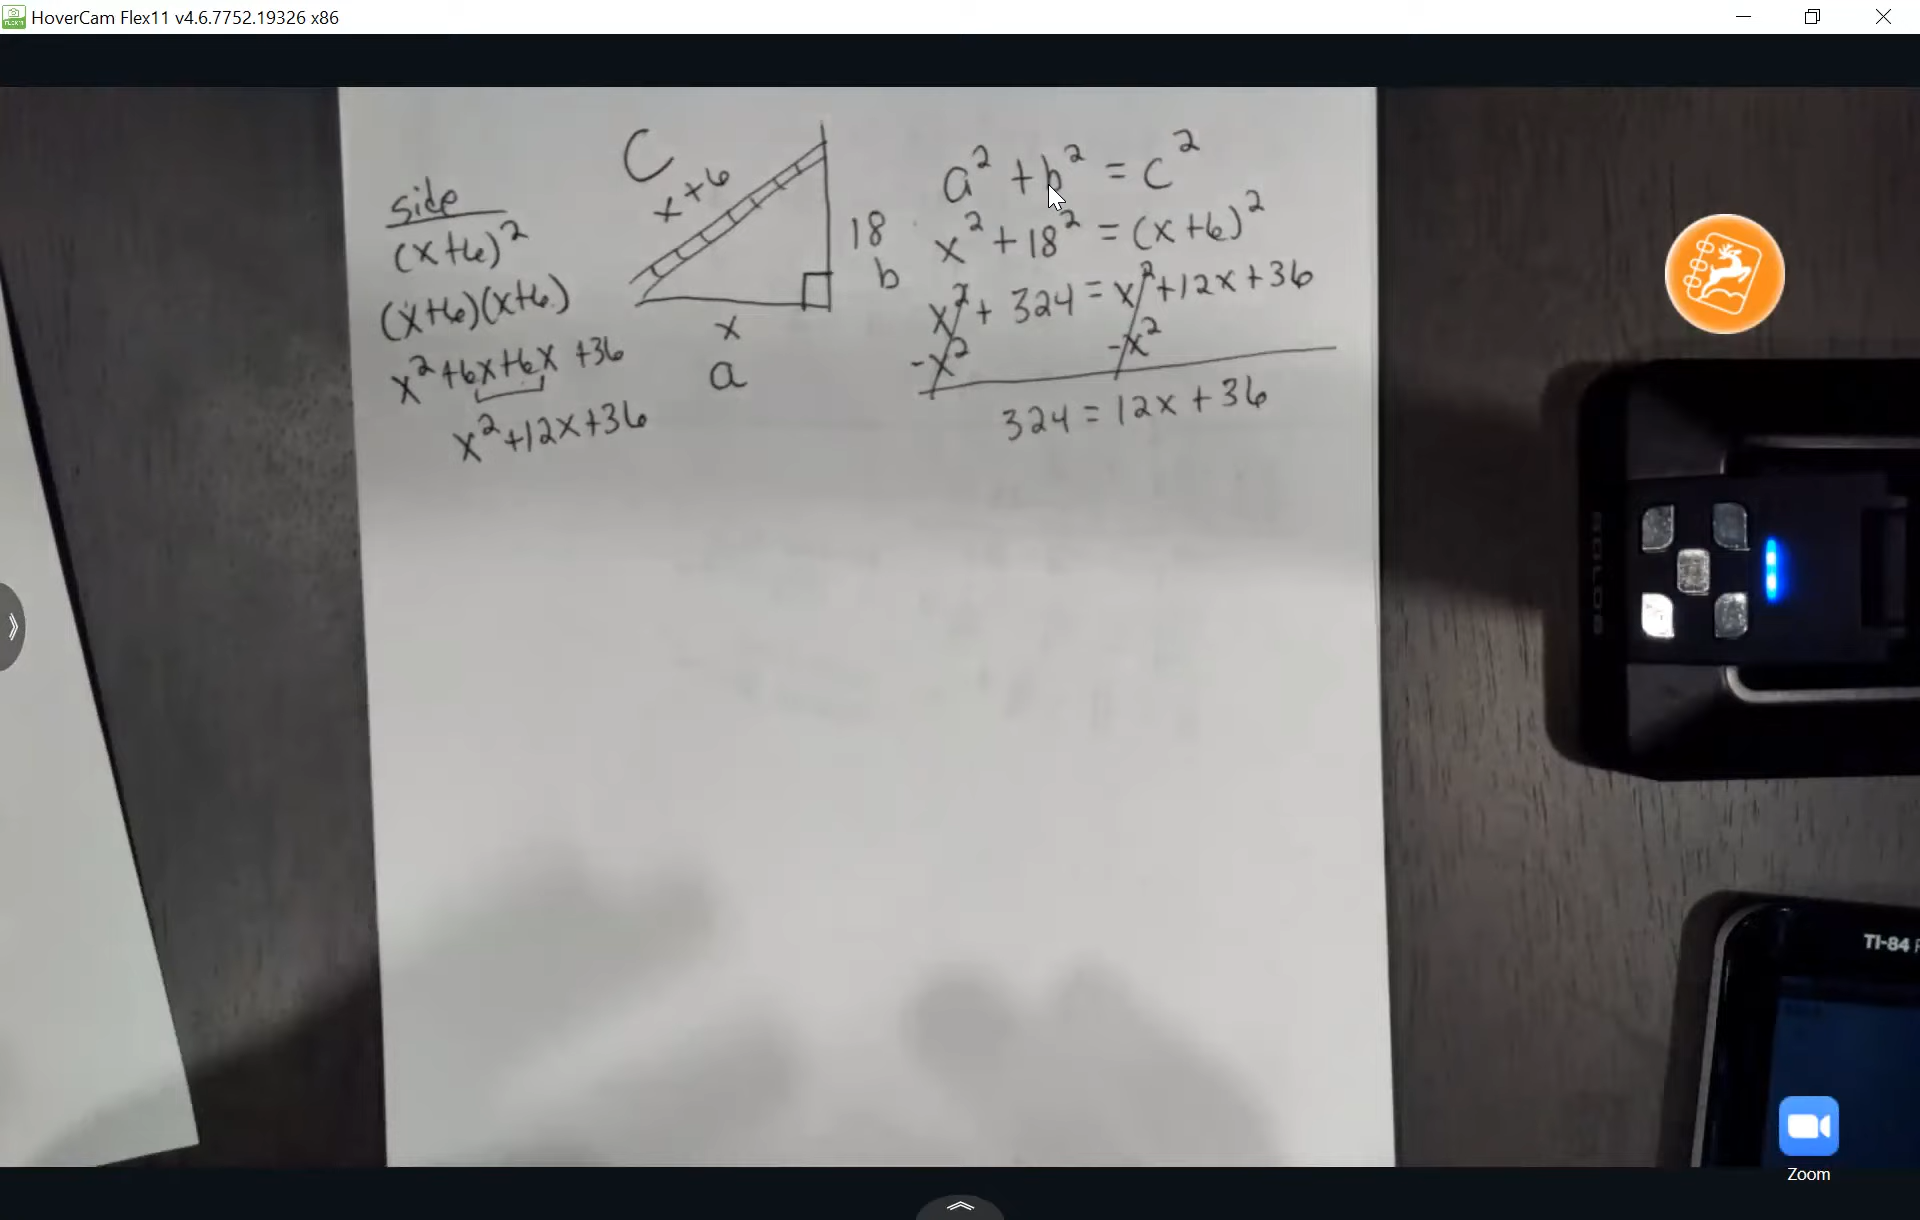 HoverCam Flex11 v4.6.7752.19326 x86
side
(x+6)²
(x+6)(x+6)
x²+6x+6x +36
x²+12x+36
C
x+6
18
b
x
a
a² + b² = c²
x² + 18² = (x+6)²
x² + 324 = x² + 12x + 36
-x² -x²
324 = 12x + 36
SOLO8
TI-84
Zoom